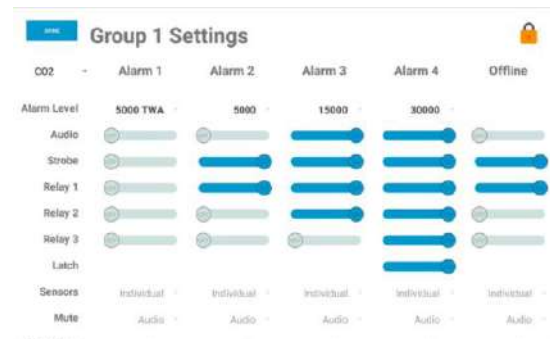 Group 1 Settings
CO2 Alarm 1 Alarm 2 Alarm 3 Alarm 4 Offline
Alarm Level 5000 TWA 5000 15000 30000
Audio
Strobe
Relay 1
Relay 2
Relay 3
Latch
Sensors Individual Individual Individual Individual Individual
Mute Audio Audio Audio Audio Audio